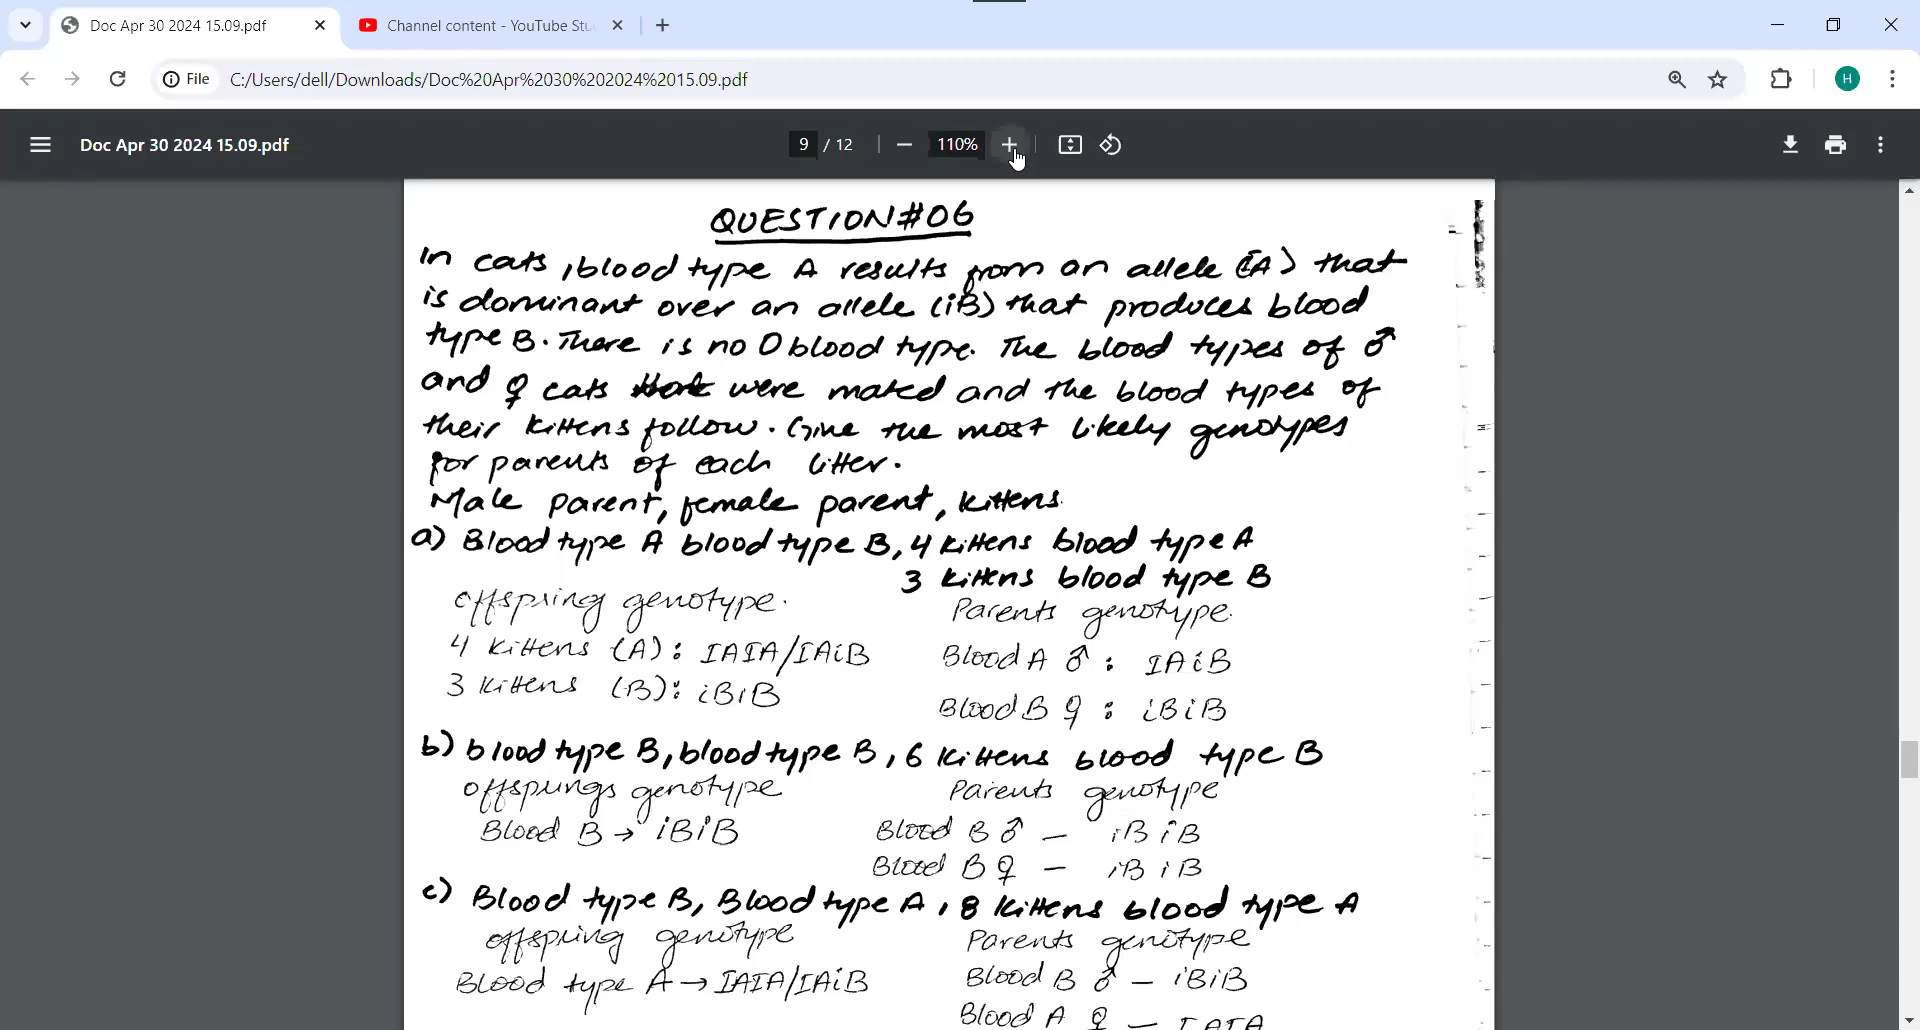 Doc Apr 30 2024 15.09.pdf
Channel content - YouTube Stu
File
C:/Users/dell/Downloads/Doc%20Apr%2030%202024%2015.09.pdf
H
Doc Apr 30 2024 15.09.pdf
9 / 12
110%
QUESTION#06
In cats, blood type A results from an allele (IA) that
is dominant over an allele (iB) that produces blood
type B. There is no O blood type. The blood types of ♂
and ♀ cats were mated and the blood types of
their kittens follow. Give the most likely genotypes
for parents of each litter.
Male parent, female parent, kittens.
a) Blood type A blood type B, 4 kittens blood type A
3 kittens blood type B
offspring genotype.
Parents genotype.
4 kittens (A): IAIA/IAiB
Blood A ♂ : IAiB
3 kittens (B): iBiB
Blood B ♀ : iBiB
b) blood type B, blood type B, 6 kittens blood type B
offsprings genotype
Parents genotype
Blood B → iBiB
Blood B ♂ — iB iB
Blood B ♀ — iB iB
c) Blood type B, Blood type A, 8 kittens blood type A
offspring genotype
Parents genotype
Blood type A → IAIA/IAiB
Blood B ♂ — iBiB
Blood A ♀ — IAIA